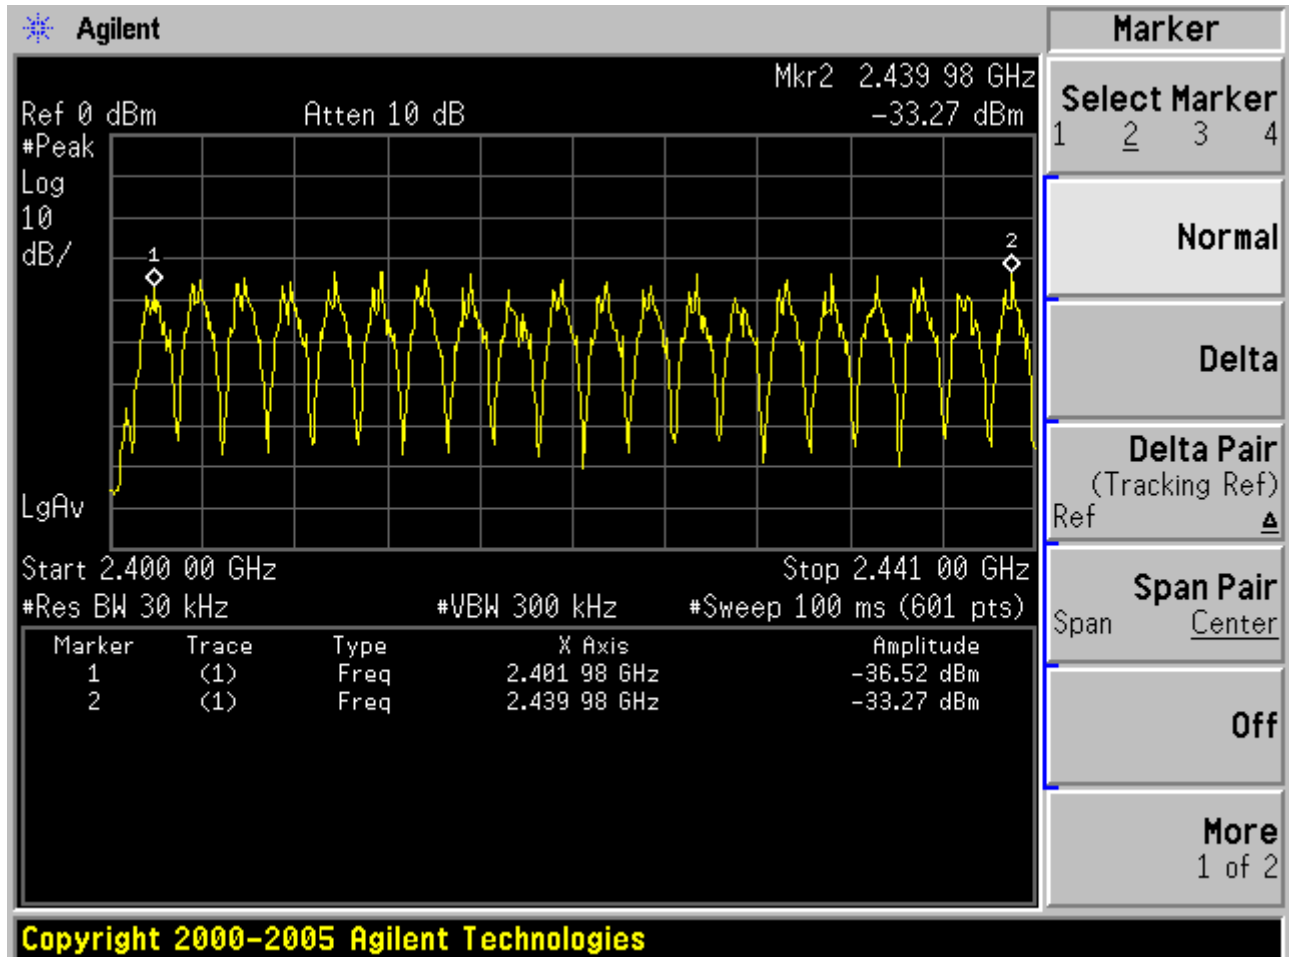 Agilent
Marker
Mkr2 2.439 98 GHz
Ref 0 dBm Atten 10 dB -33.27 dBm
#Peak
Log
10
dB/
1
2
LgAv
Start 2.400 00 GHz Stop 2.441 00 GHz
#Res BW 30 kHz #VBW 300 kHz #Sweep 100 ms (601 pts)
Marker Trace Type X Axis Amplitude
1 (1) Freq 2.401 98 GHz -36.52 dBm
2 (1) Freq 2.439 98 GHz -33.27 dBm
Select Marker
1 2 3 4
Normal
Delta
Delta Pair
(Tracking Ref)
Ref Δ
Span Pair
Span Center
Off
More
1 of 2
Copyright 2000-2005 Agilent Technologies